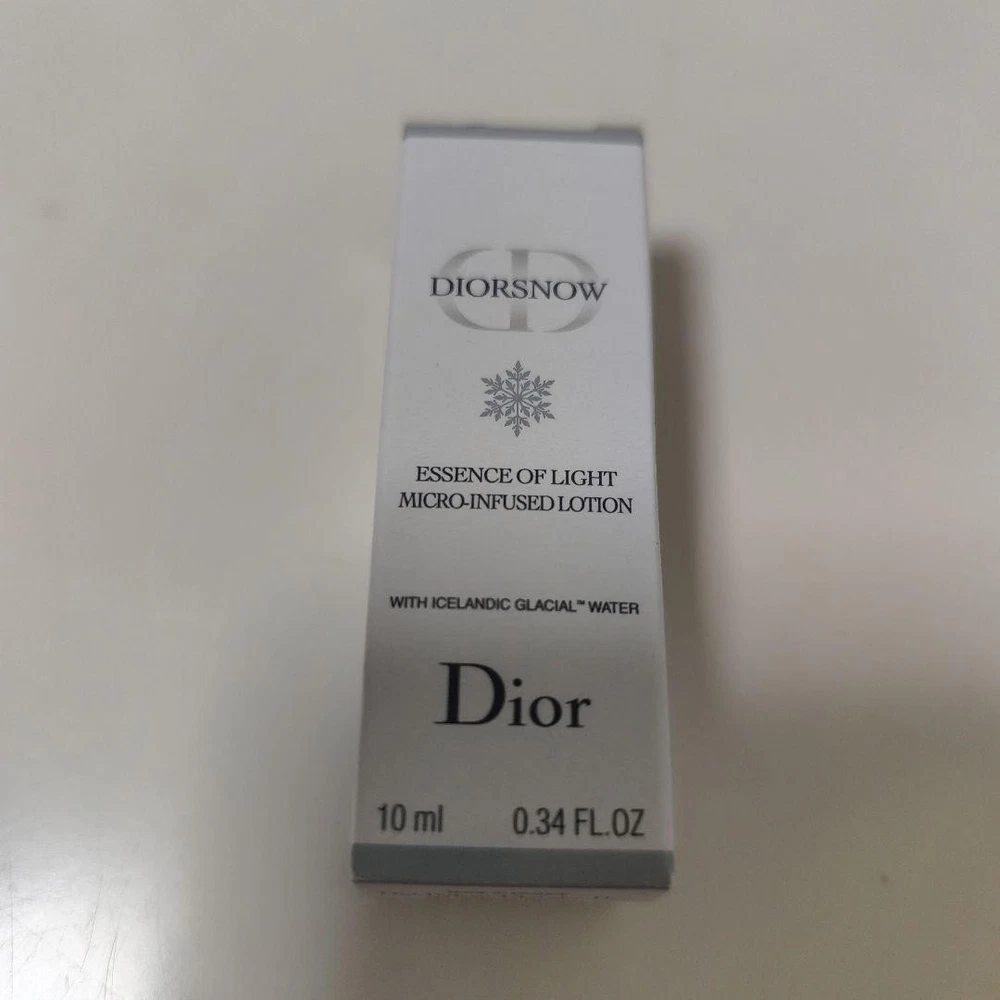 DIORSNOW
ESSENCE OF LIGHT
MICRO-INFUSED LOTION
WITH ICELANDIC GLACIAL™ WATER
Dior
10 ml 0.34 FL.OZ